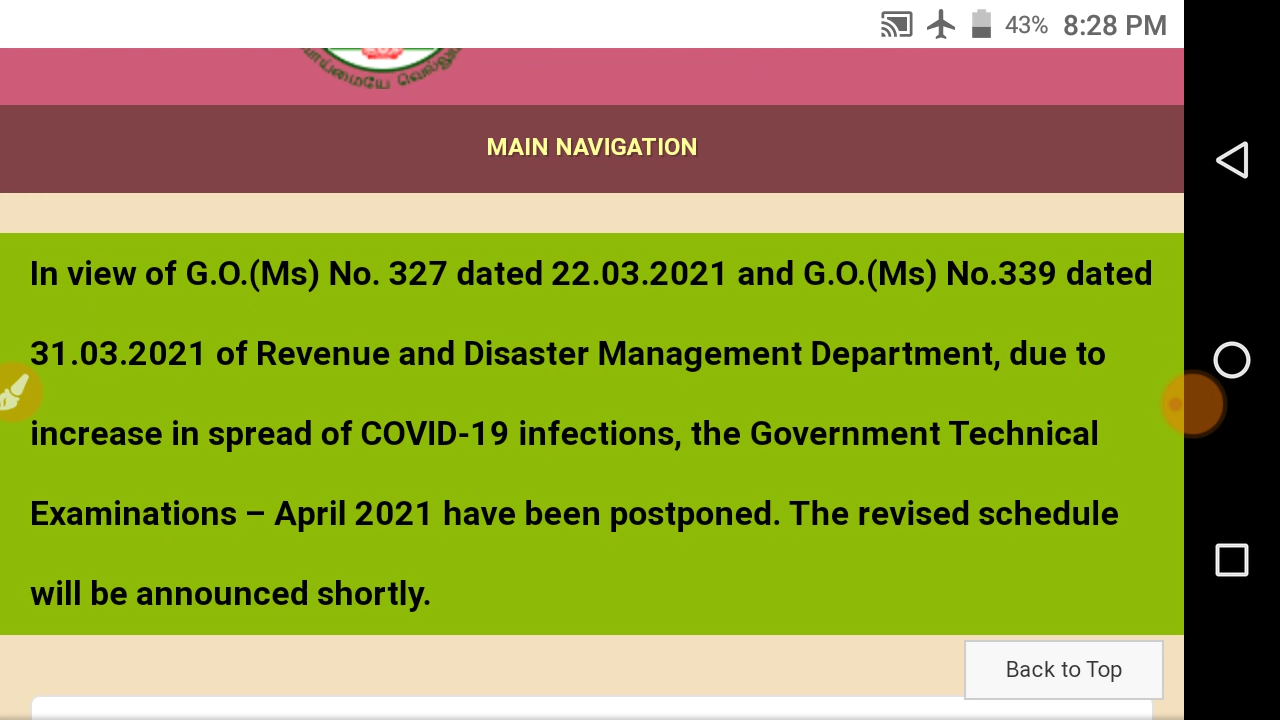 43% 8:28 PM
வாய்மையே வெல்லும்
MAIN NAVIGATION
In view of G.O.(Ms) No. 327 dated 22.03.2021 and G.O.(Ms) No.339 dated
31.03.2021 of Revenue and Disaster Management Department, due to
increase in spread of COVID-19 infections, the Government Technical
Examinations – April 2021 have been postponed. The revised schedule
will be announced shortly.
Back to Top